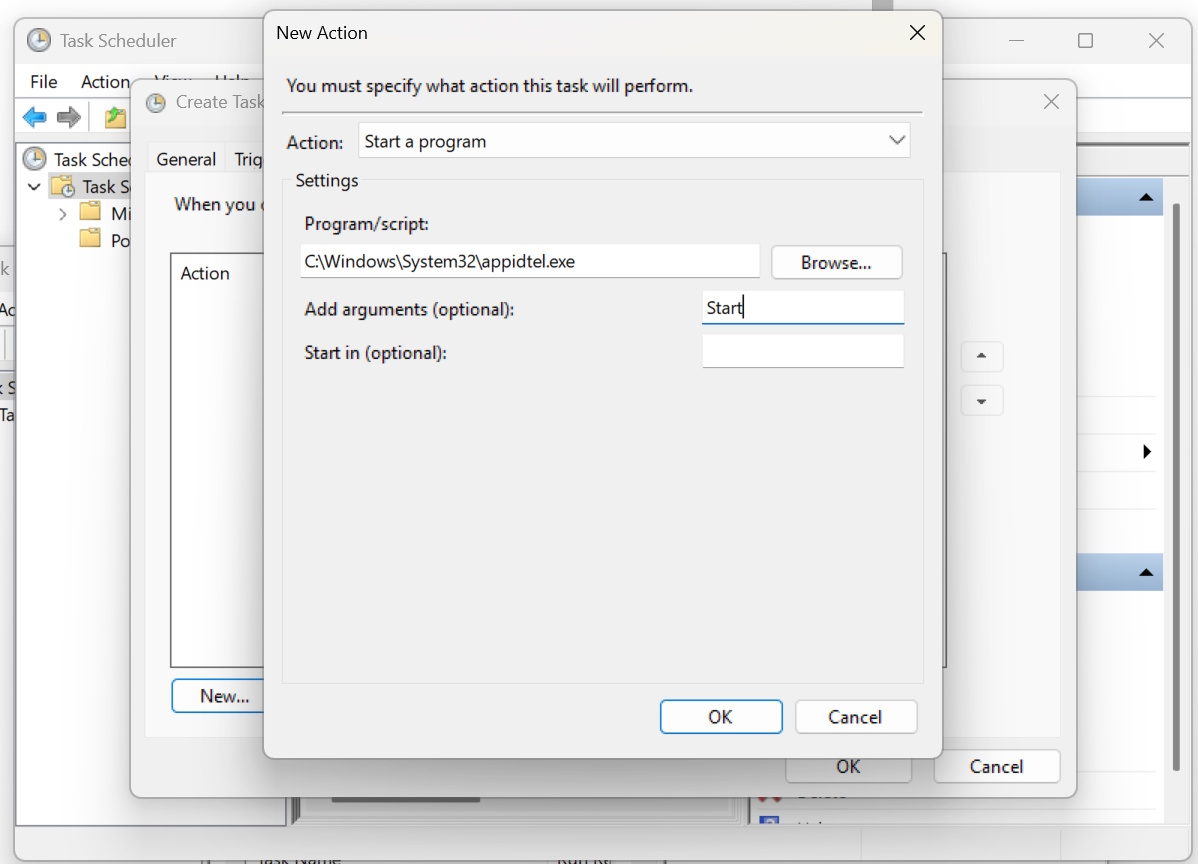 New Action
Task Scheduler
You must specify what action this task will perform.
File Action View Help
Create Task
Action: Start a program
General Trig
Task Sche
Settings
Task S
When you
Program/script:
Mi
Po
C:\Windows\System32\appidtel.exe Browse...
Action
Add arguments (optional): Start
Start in (optional):
New...
OK Cancel
OK Cancel